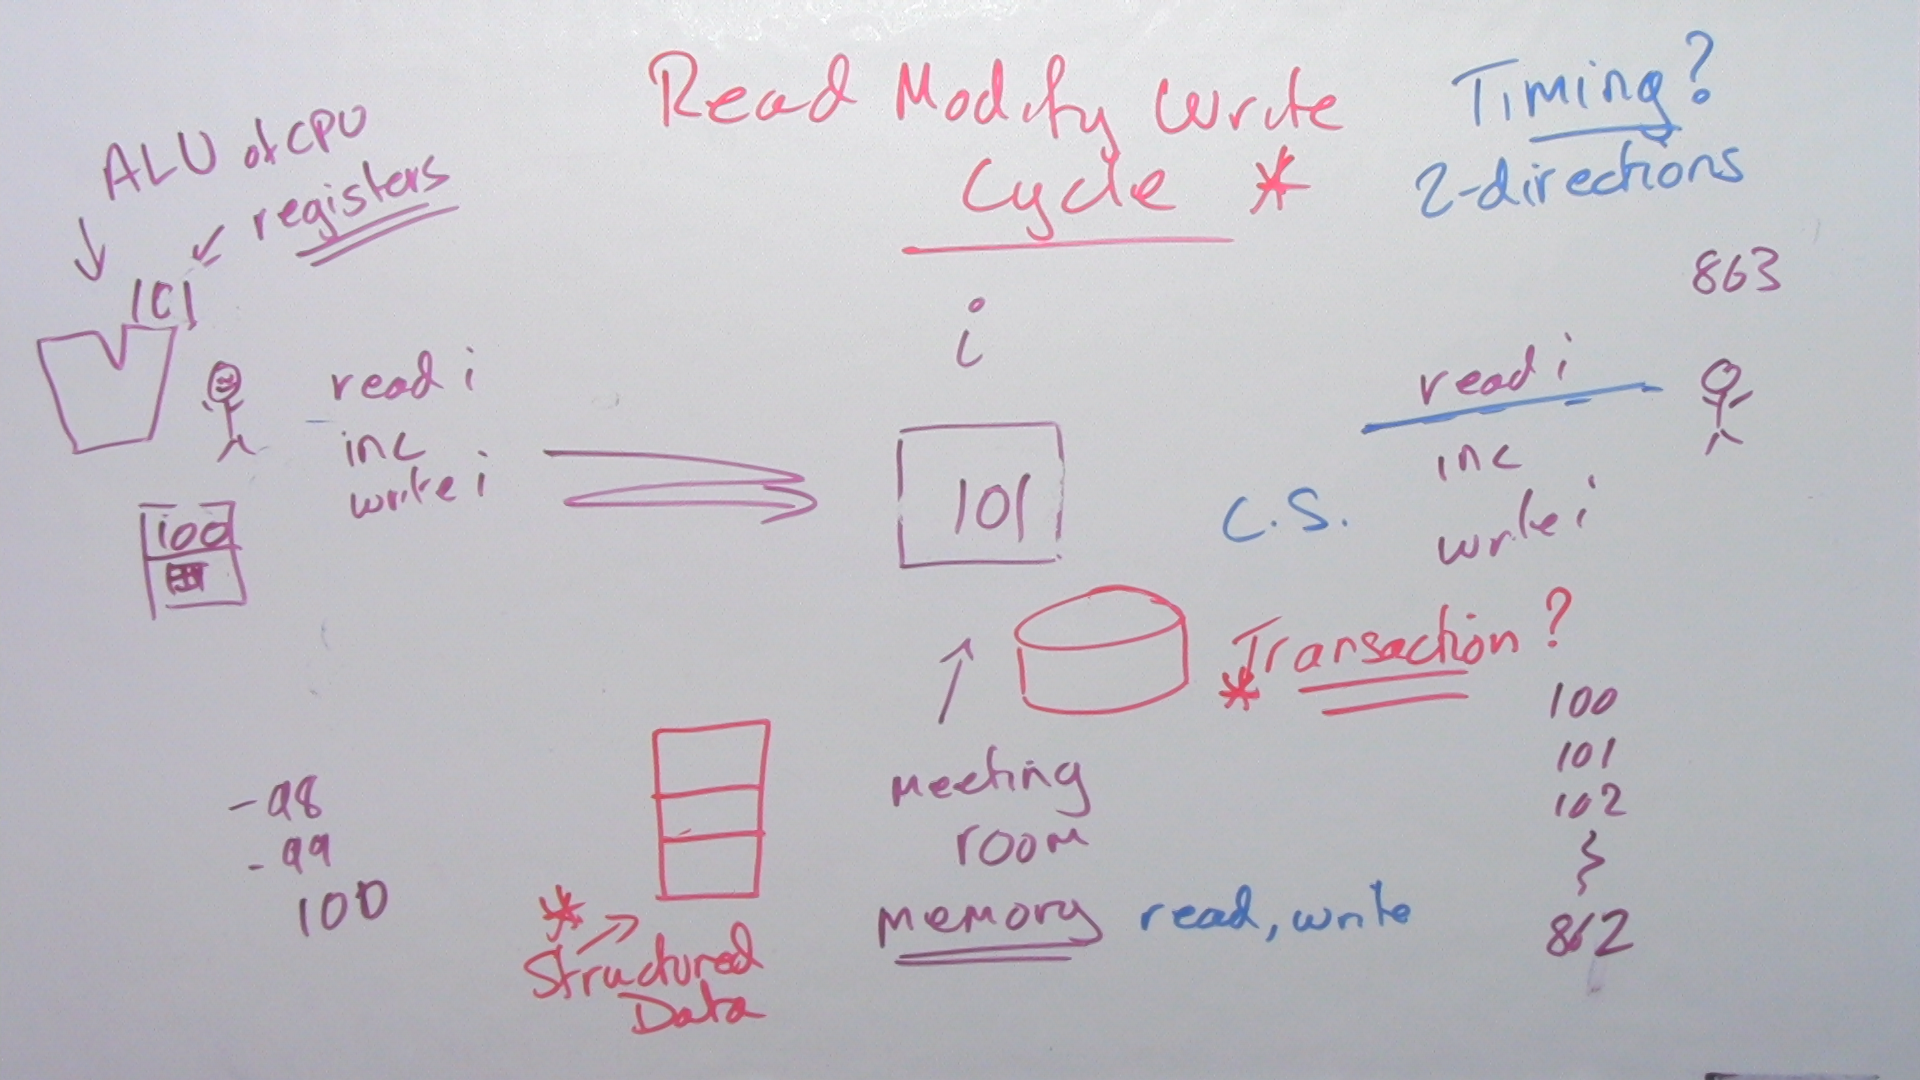 Read Modify Write
Cycle *
Timing?
2-directions
ALU of CPU
registers
101
863
i
read i
inc
write i
100
101
read i
inc
write i
C.S.
* Transaction?
100
101
102
862
meeting
room
memory read, write
- 98
- 99
100
*
Structured
Data